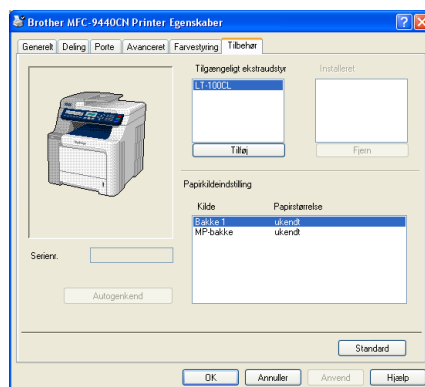 Brother MFC-9440CN Printer Egenskaber
Generelt Deling Porte Avanceret Farvestyring Tilbehør
Tilgængeligt ekstraudstyr Installeret
LT-100CL
Tilføj Fjern
Papirkildeindstilling
Kilde Papirstørrelse
Bakke 1 ukendt
MP-bakke ukendt
Serienr.
Autogenkend
Standard
OK Annuller Anvend Hjælp